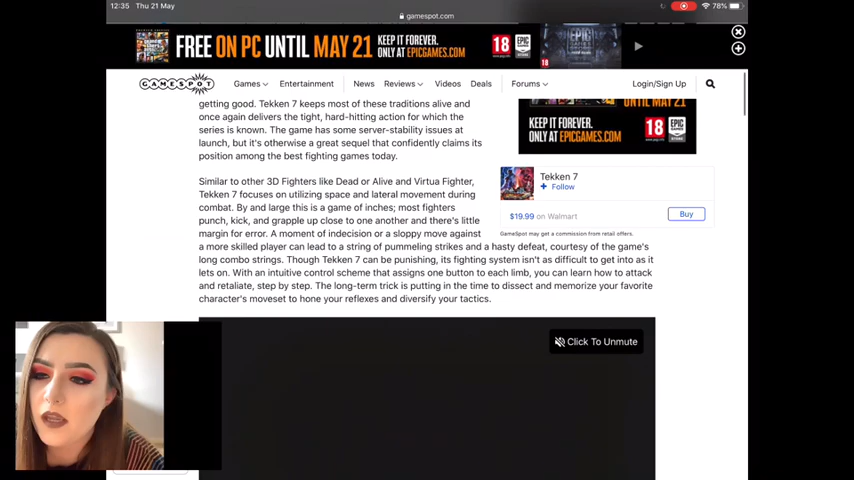 12:35 Thu 21 May
78%
gamespot.com
FREE ON PC UNTIL MAY 21 KEEP IT FOREVER. ONLY AT EPICGAMES.COM 18 EPIC GAMES
GAMESPOT Games Entertainment News Reviews Videos Deals Forums Login/Sign Up
getting good. Tekken 7 keeps most of these traditions alive and
once again delivers the tight, hard-hitting action for which the
series is known. The game has some server-stability issues at
launch, but it's otherwise a great sequel that confidently claims its
position among the best fighting games today.
UNTIL MAY 21
KEEP IT FOREVER.
ONLY AT EPICGAMES.COM
18
EPIC GAMES
Tekken 7
+ Follow
$19.99 on Walmart
Buy
GameSpot may get a commission from retail offers.
Similar to other 3D Fighters like Dead or Alive and Virtua Fighter,
Tekken 7 focuses on utilizing space and lateral movement during
combat. By and large this is a game of inches; most fighters
punch, kick, and grapple up close to one another and there's little
margin for error. A moment of indecision or a sloppy move against
a more skilled player can lead to a string of pummeling strikes and a hasty defeat, courtesy of the game's
long combo strings. Though Tekken 7 can be punishing, its fighting system isn't as difficult to get into as it
lets on. With an intuitive control scheme that assigns one button to each limb, you can learn how to attack
and retaliate, step by step. The long-term trick is putting in the time to dissect and memorize your favorite
character's moveset to hone your reflexes and diversify your tactics.
Click To Unmute